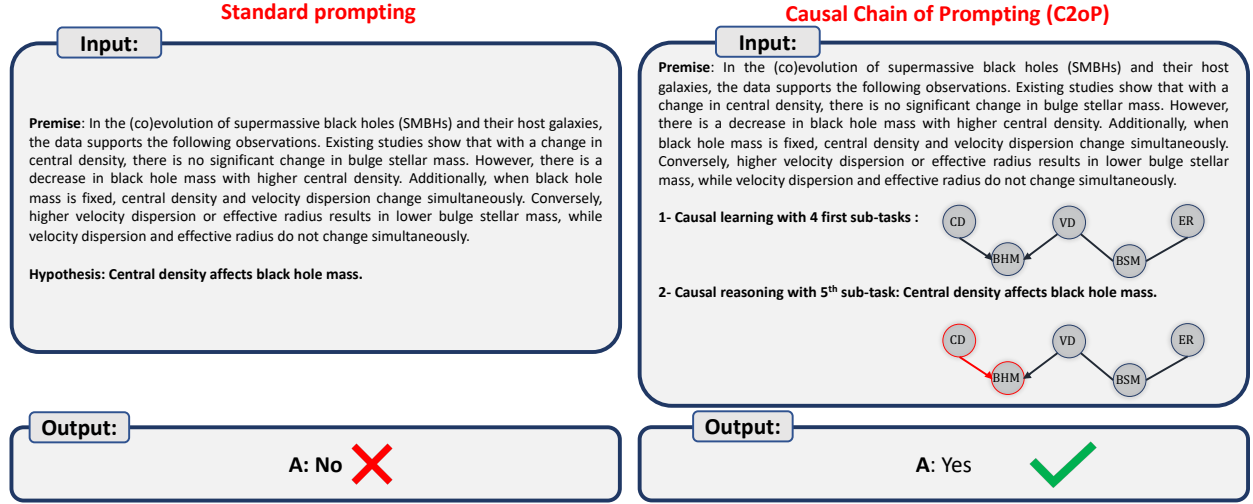 Standard prompting
Input:
Premise: In the (co)evolution of supermassive black holes (SMBHs) and their host galaxies,
the data supports the following observations. Existing studies show that with a change in
central density, there is no significant change in bulge stellar mass. However, there is a
decrease in black hole mass with higher central density. Additionally, when black hole
mass is fixed, central density and velocity dispersion change simultaneously. Conversely,
higher velocity dispersion or effective radius results in lower bulge stellar mass, while
velocity dispersion and effective radius do not change simultaneously.
Hypothesis: Central density affects black hole mass.
Output:
A: No
Causal Chain of Prompting (C2oP)
Input:
Premise: In the (co)evolution of supermassive black holes (SMBHs) and their host
galaxies, the data supports the following observations. Existing studies show that with a
change in central density, there is no significant change in bulge stellar mass. However,
there is a decrease in black hole mass with higher central density. Additionally, when
black hole mass is fixed, central density and velocity dispersion change simultaneously.
Conversely, higher velocity dispersion or effective radius results in lower bulge stellar
mass, while velocity dispersion and effective radius do not change simultaneously.
1- Causal learning with 4 first sub-tasks :
CD VD ER
BHM BSM
2- Causal reasoning with 5th sub-task: Central density affects black hole mass.
CD VD ER
BHM BSM
Output:
A: Yes